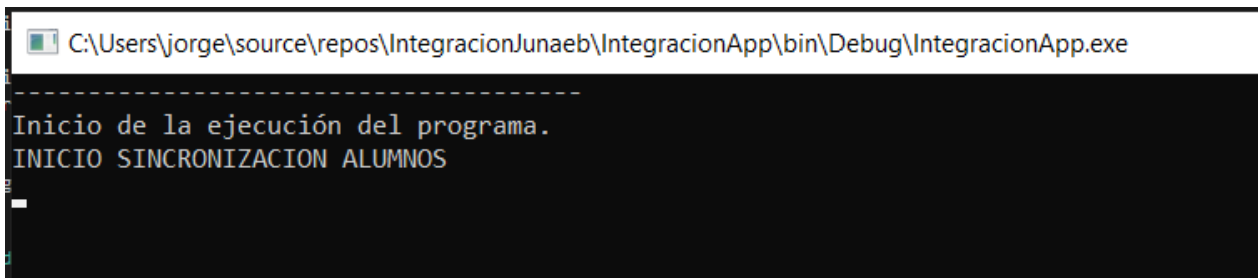 C:\Users\jorge\source\repos\IntegracionJunaeb\IntegracionApp\bin\Debug\IntegracionApp.exe
--------------------------------------
Inicio de la ejecución del programa.
INICIO SINCRONIZACION ALUMNOS